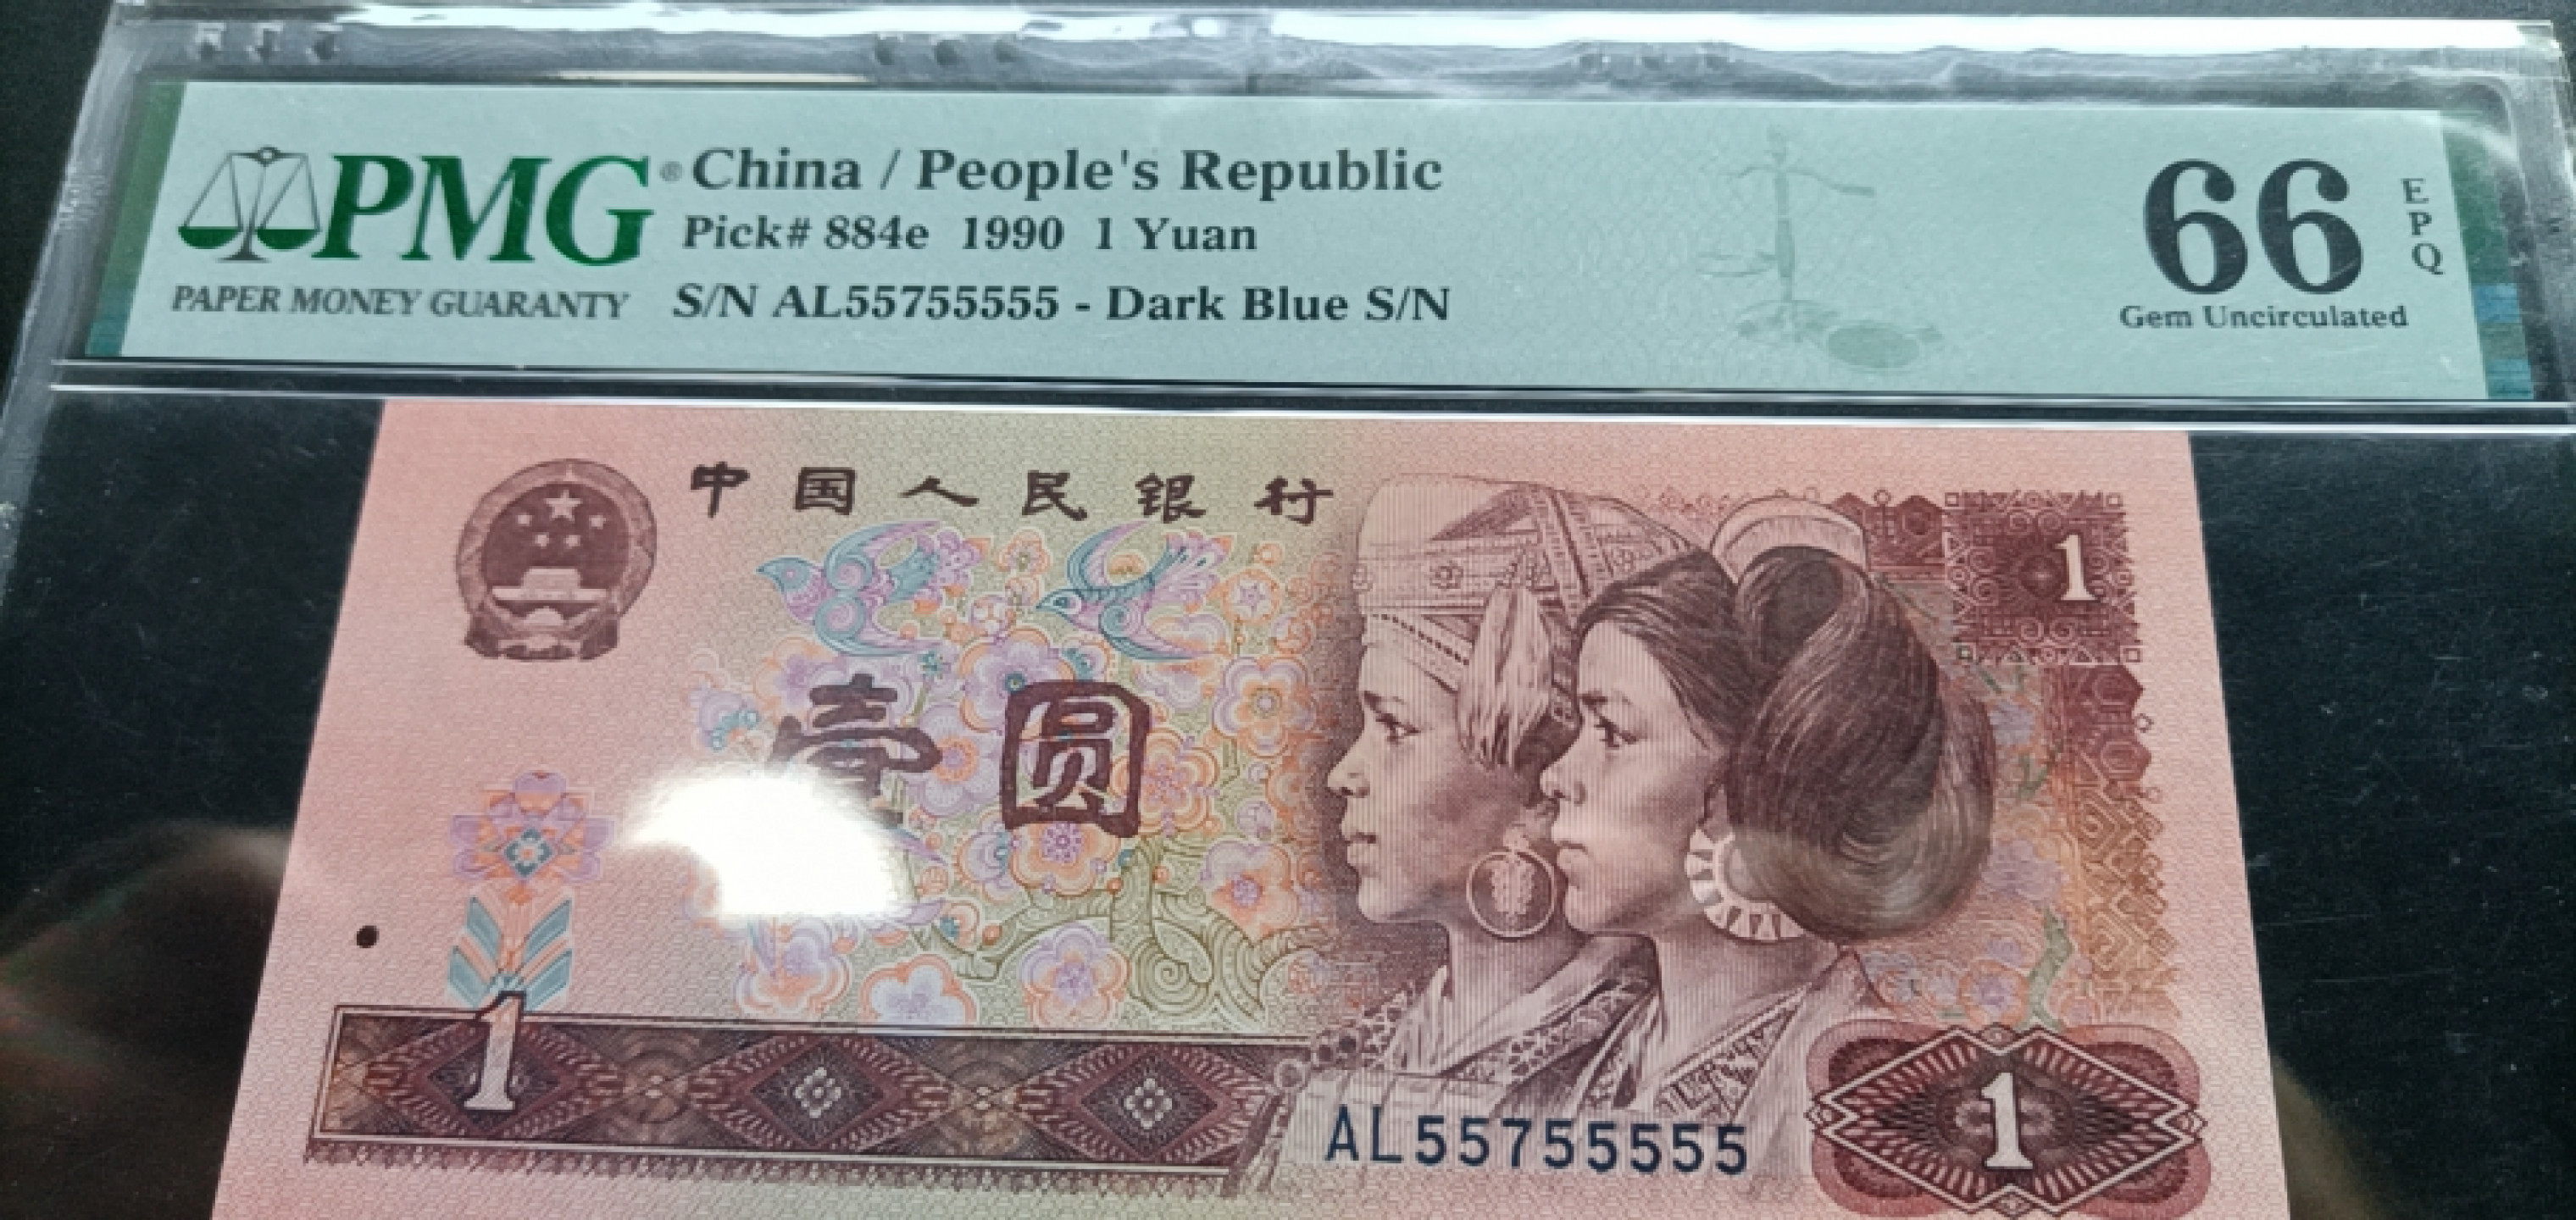 PMG® China / People's Republic
Pick# 884e 1990 1 Yuan
PAPER MONEY GUARANTY
S/N AL55755555 - Dark Blue S/N
66
EPQ
Gem Uncirculated
中国人民银行
1
壹圆
1
AL55755555
1